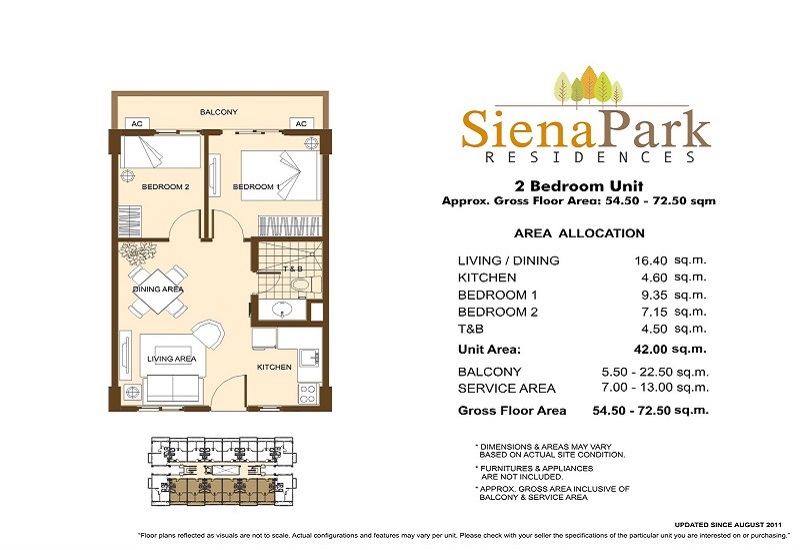 BALCONY
AC
AC
BEDROOM 2
BEDROOM 1
T & B
DINING AREA
LIVING AREA
KITCHEN
SienaPark
RESIDENCES
2 Bedroom Unit
Approx. Gross Floor Area: 54.50 - 72.50 sqm
AREA ALLOCATION
LIVING / DINING 16.40 sq.m.
KITCHEN 4.60 sq.m.
BEDROOM 1 9.35 sq.m.
BEDROOM 2 7.15 sq.m.
T&B 4.50 sq.m.
Unit Area: 42.00 sq.m.
BALCONY 5.50 - 22.50 sq.m.
SERVICE AREA 7.00 - 13.00 sq.m.
Gross Floor Area 54.50 - 72.50 sq.m.
* DIMENSIONS & AREAS MAY VARY
BASED ON ACTUAL SITE CONDITION.
* FURNITURES & APPLIANCES
ARE NOT INCLUDED.
* APPROX. GROSS AREA INCLUSIVE OF
BALCONY & SERVICE AREA
UPDATED SINCE AUGUST 2011
"Floor plans reflected as visuals are not to scale. Actual configurations and features may vary per unit. Please check with your seller the specifications of the particular unit you are interested on or purchasing."